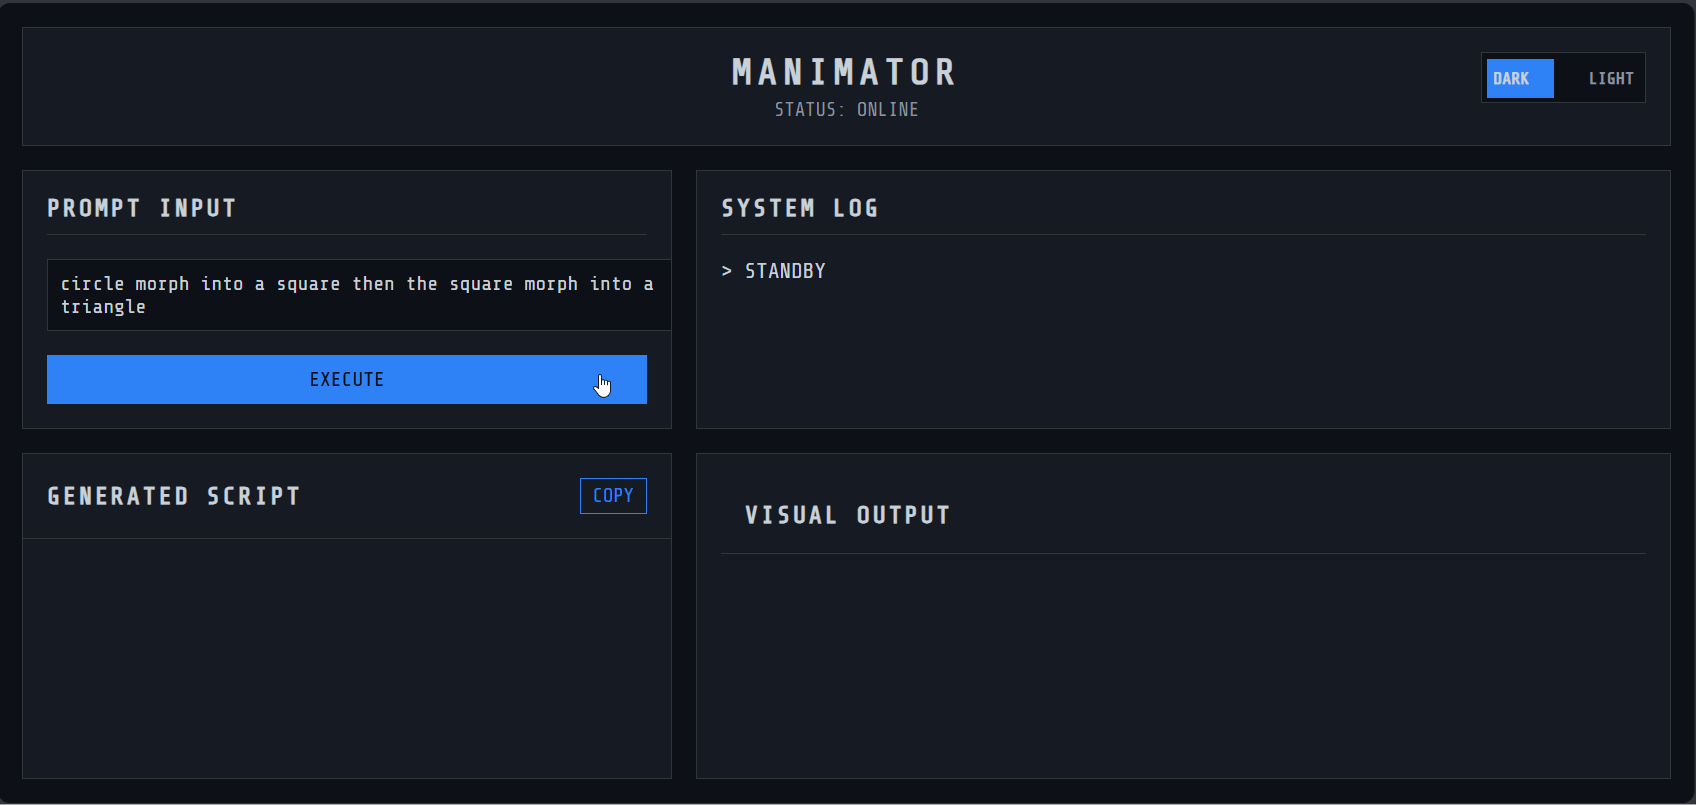 MANIMATOR
STATUS: ONLINE
DARK
LIGHT
PROMPT INPUT
circle morph into a square then the square morph into a
triangle
EXECUTE
SYSTEM LOG
> STANDBY
GENERATED SCRIPT
COPY
VISUAL OUTPUT